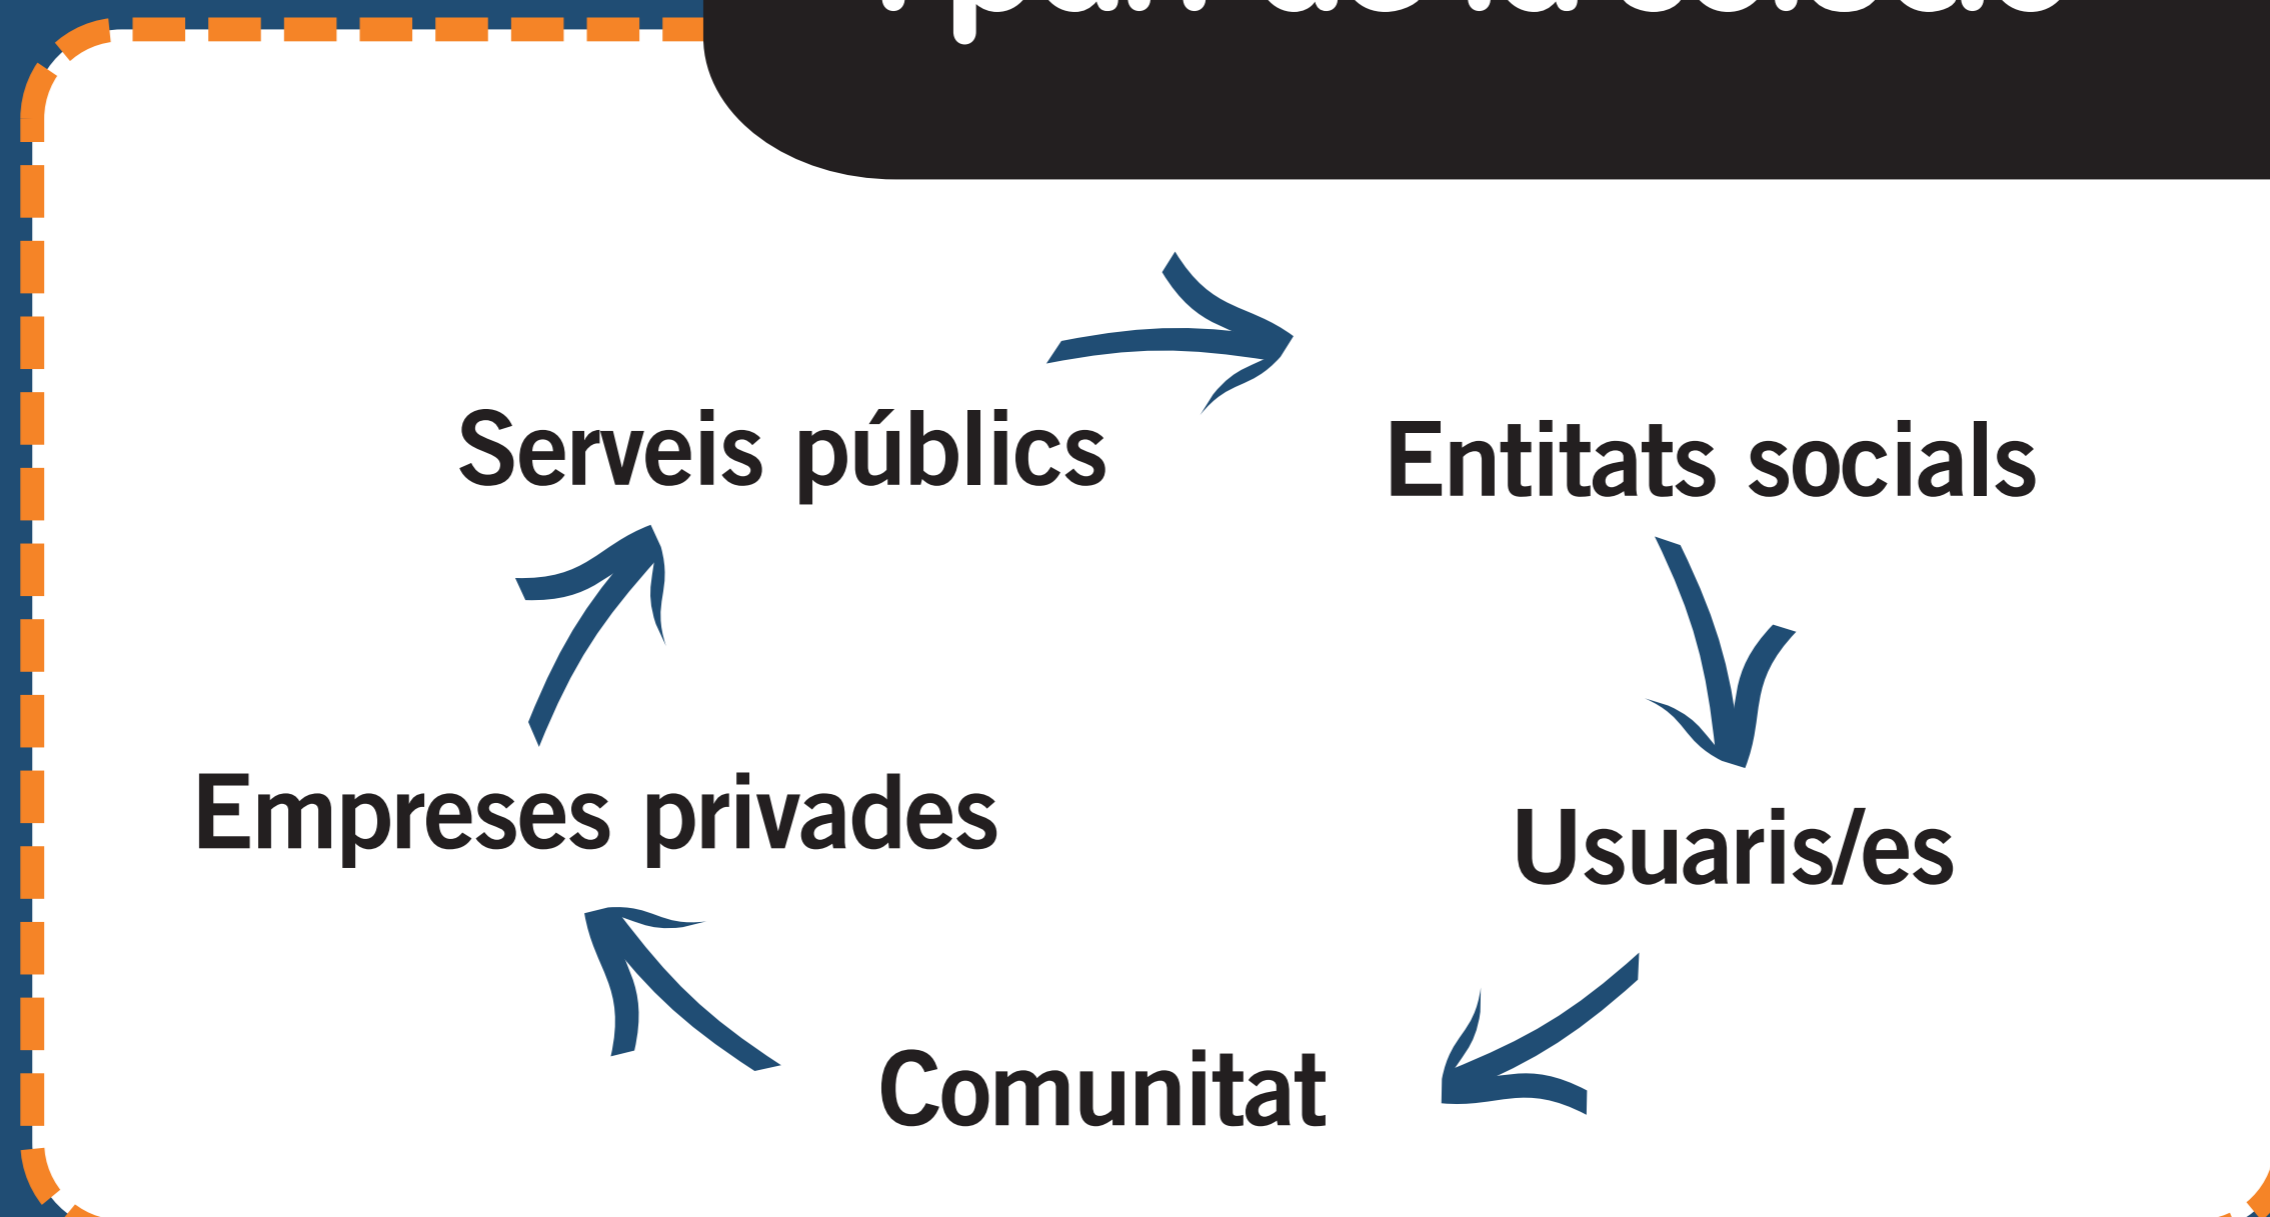 Serveis públics
Entitats socials
Empreses privades
Usuaris/es
Comunitat